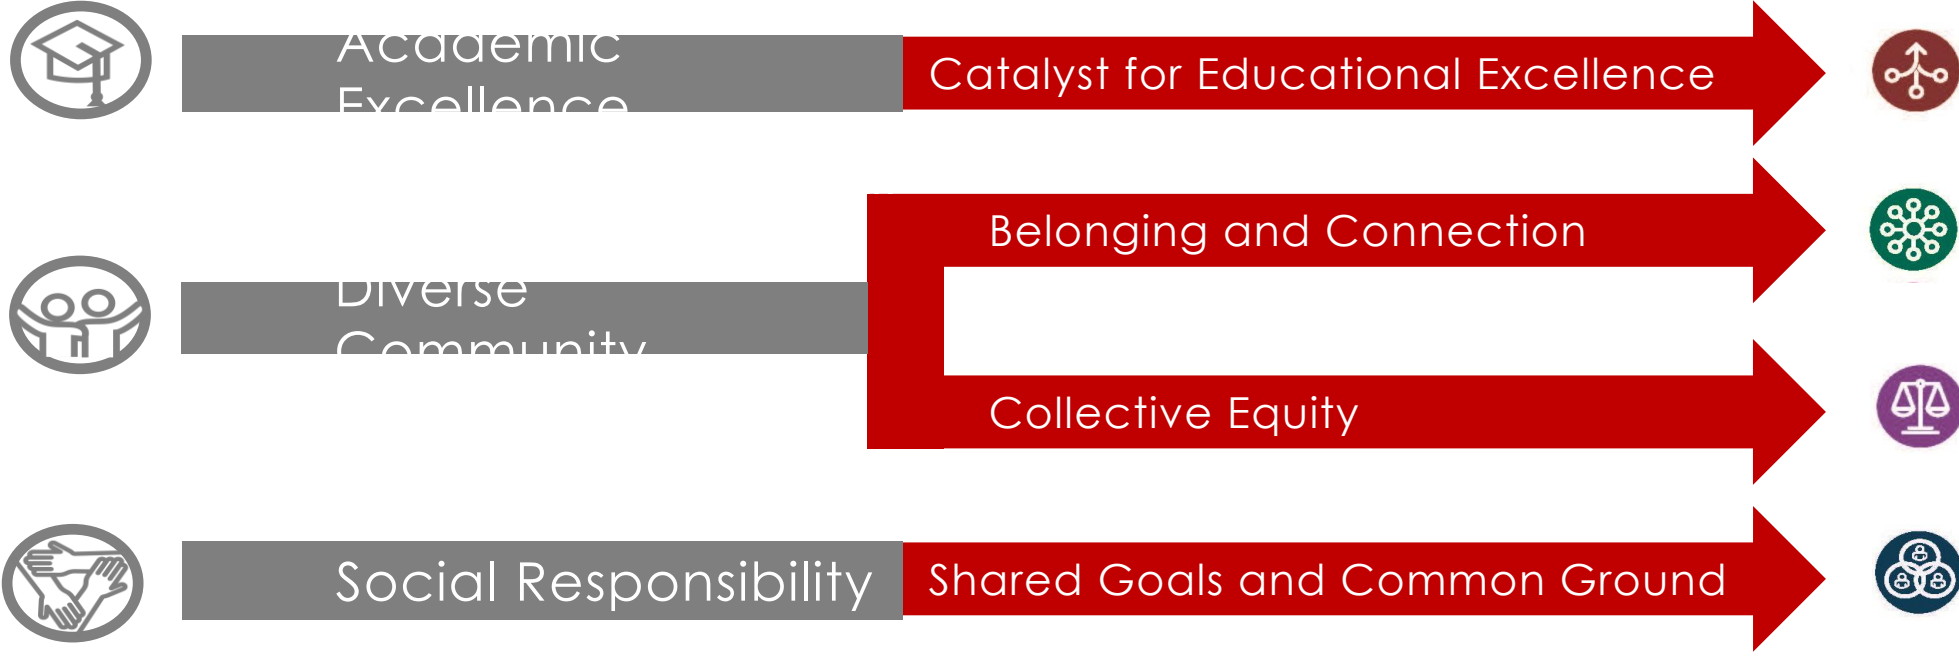 Academic
Excellence
Catalyst for Educational Excellence
Belonging and Connection
Diverse
Community
Collective Equity
Social Responsibility
Shared Goals and Common Ground